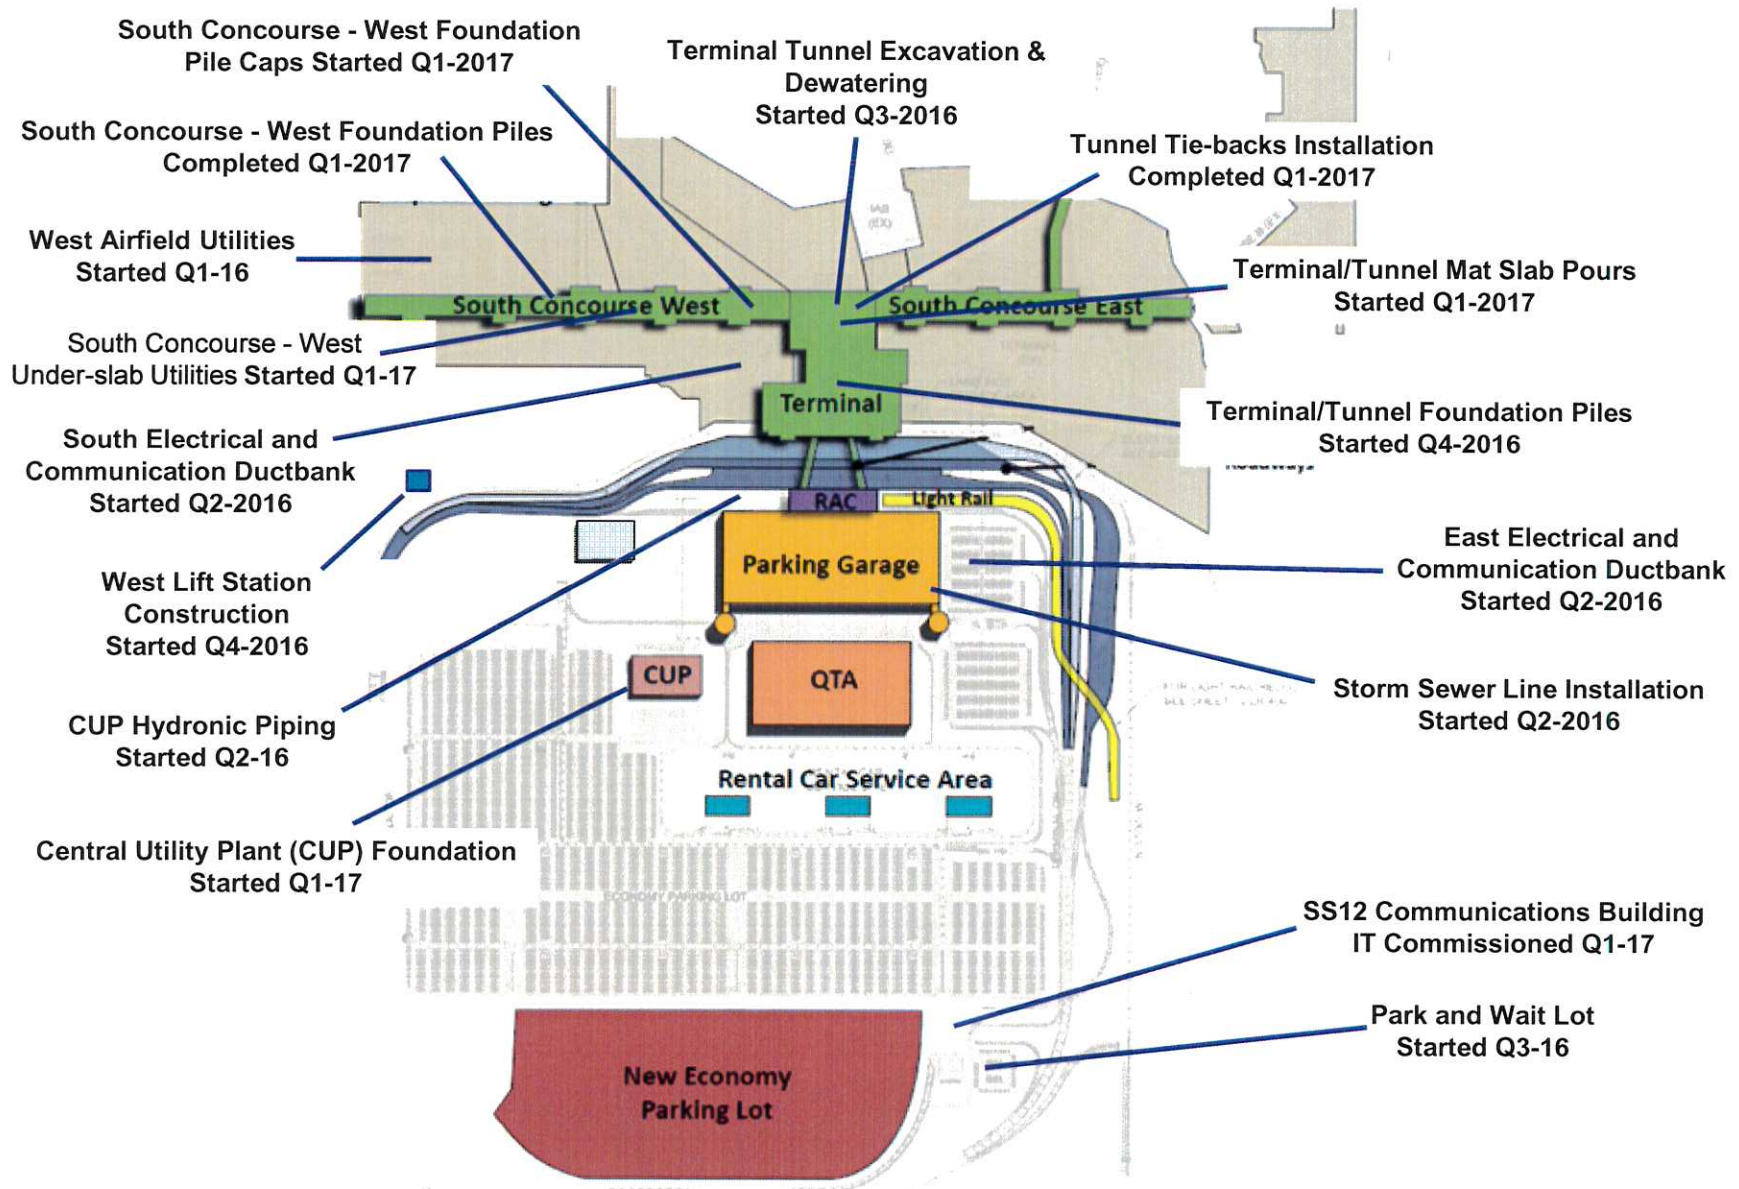 South Concourse - West Foundation
Pile Caps Started Q1-2017
Terminal Tunnel Excavation &
Dewatering
Started Q3-2016
South Concourse - West Foundation Piles
Completed Q1-2017
Tunnel Tie-backs Installation
Completed Q1-2017
IAB
(EX)
West Airfield Utilities
Started Q1-16
Terminal/Tunnel Mat Slab Pours
Started Q1-2017
South Concourse West
South Concourse East
South Concourse - West
Under-slab Utilities Started Q1-17
Terminal
Terminal/Tunnel Foundation Piles
Started Q4-2016
South Electrical and
Communication Ductbank
Started Q2-2016
Roadways
RAC
Light Rail
East Electrical and
Communication Ductbank
Started Q2-2016
Parking Garage
West Lift Station
Construction
Started Q4-2016
CUP
QTA
Storm Sewer Line Installation
Started Q2-2016
CUP Hydronic Piping
Started Q2-16
Rental Car Service Area
Central Utility Plant (CUP) Foundation
Started Q1-17
ECONOMY PARKING LOT
SS12 Communications Building
IT Commissioned Q1-17
Park and Wait Lot
Started Q3-16
New Economy
Parking Lot